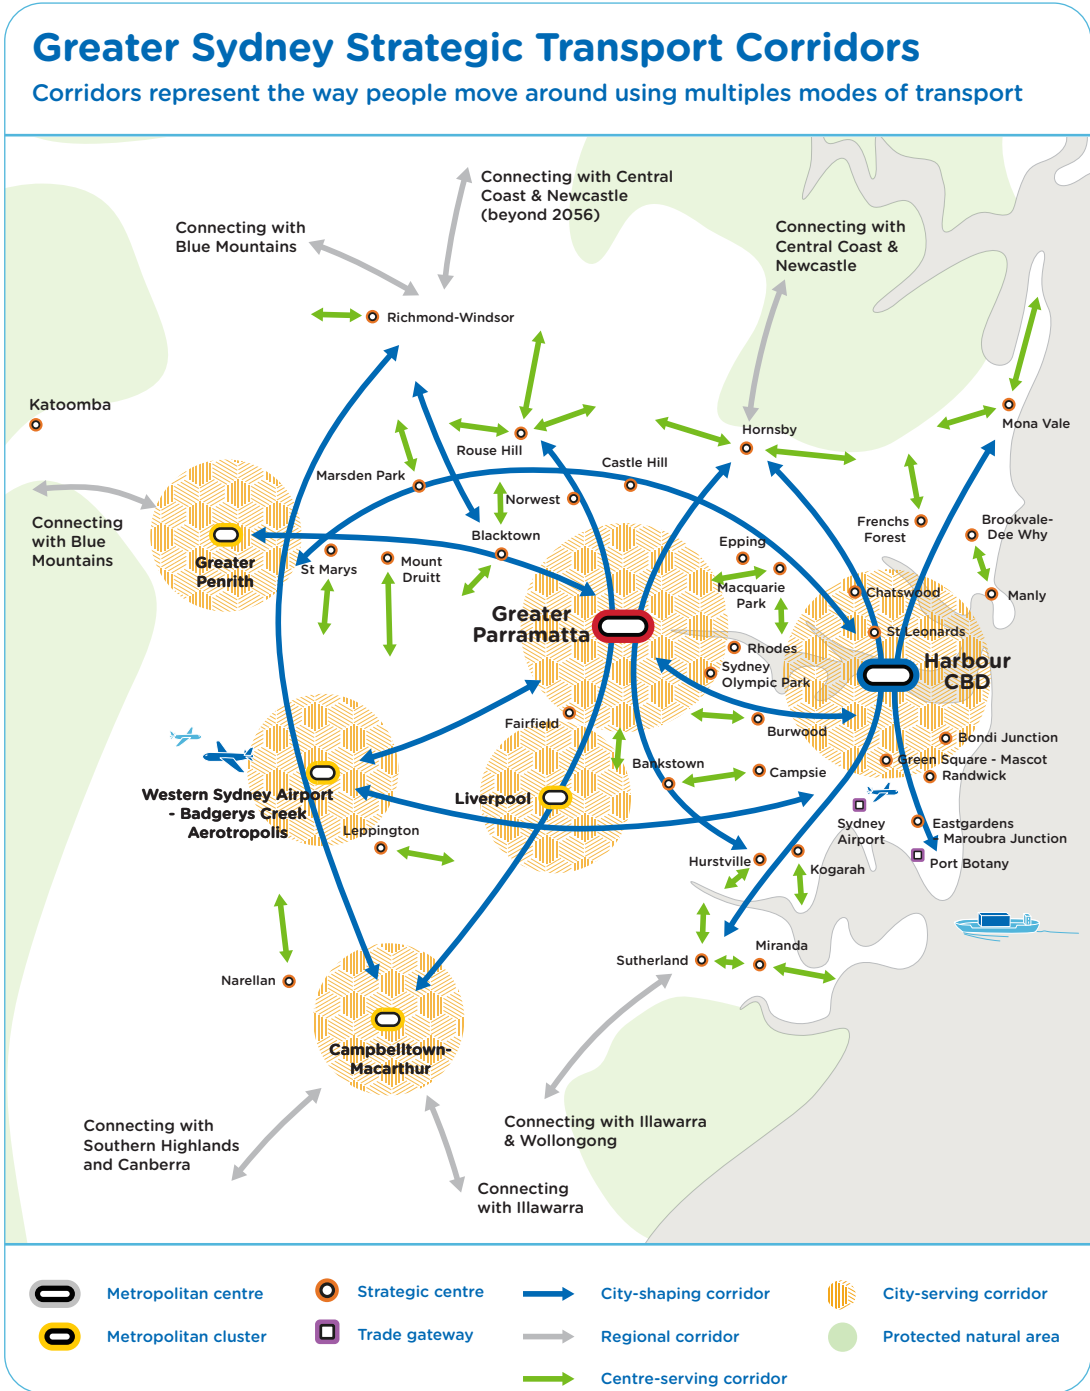 Greater Sydney Strategic Transport Corridors
Corridors represent the way people move around using multiples modes of transport
Connecting with Central
Coast & Newcastle
(beyond 2056)
Connecting with
Blue Mountains
Connecting with
Central Coast &
Newcastle
Richmond-Windsor
Katoomba
Mona Vale
Hornsby
Rouse Hill
Castle Hill
Marsden Park
Norwest
Connecting
with Blue
Mountains
Blacktown
Frenchs
Forest
Brookvale-
Dee Why
Greater
Penrith
St Marys
Mount
Druitt
Epping
Macquarie
Park
Chatswood
Manly
Greater
Parramatta
St Leonards
Rhodes
Harbour
CBD
Sydney
Olympic Park
Fairfield
Burwood
Bondi Junction
Bankstown
Campsie
Green Square - Mascot
Randwick
Western Sydney Airport
- Badgerys Creek
Aerotropolis
Liverpool
Sydney
Airport
Eastgardens
- Maroubra Junction
Leppington
Hurstville
Kogarah
Port Botany
Miranda
Sutherland
Narellan
Campbelltown-
Macarthur
Connecting with
Southern Highlands
and Canberra
Connecting with Illawarra
& Wollongong
Connecting
with Illawarra
Metropolitan centre
Strategic centre
City-shaping corridor
City-serving corridor
Metropolitan cluster
Trade gateway
Regional corridor
Protected natural area
Centre-serving corridor